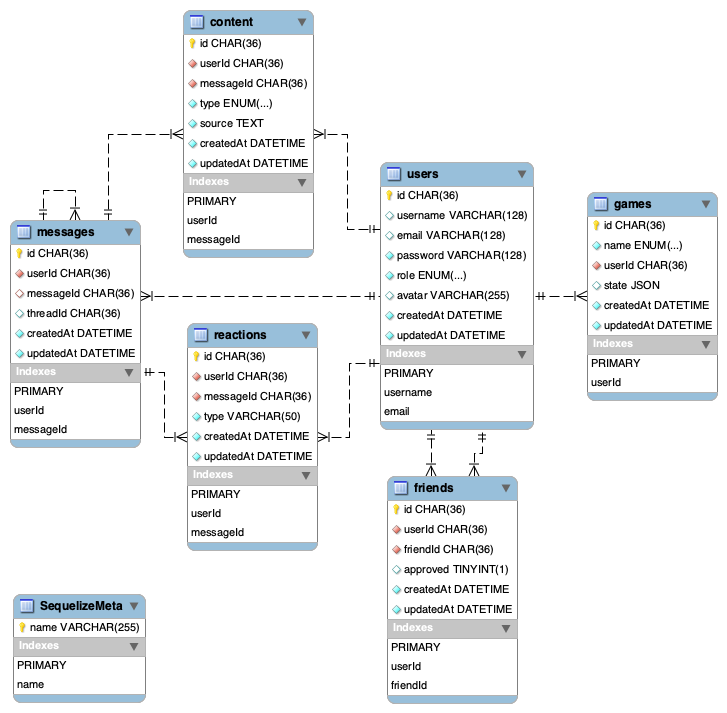 content
id CHAR(36)
userId CHAR(36)
messageId CHAR(36)
type ENUM(...)
source TEXT
createdAt DATETIME
updatedAt DATETIME
Indexes
PRIMARY
userId
messageId
users
id CHAR(36)
username VARCHAR(128)
email VARCHAR(128)
password VARCHAR(128)
role ENUM(...)
avatar VARCHAR(255)
createdAt DATETIME
updatedAt DATETIME
Indexes
PRIMARY
username
email
games
id CHAR(36)
name ENUM(...)
userId CHAR(36)
state JSON
createdAt DATETIME
updatedAt DATETIME
Indexes
PRIMARY
userId
messages
id CHAR(36)
userId CHAR(36)
messageId CHAR(36)
threadId CHAR(36)
createdAt DATETIME
updatedAt DATETIME
Indexes
PRIMARY
userId
messageId
reactions
id CHAR(36)
userId CHAR(36)
messageId CHAR(36)
type VARCHAR(50)
createdAt DATETIME
updatedAt DATETIME
Indexes
PRIMARY
userId
messageId
friends
id CHAR(36)
userId CHAR(36)
friendId CHAR(36)
approved TINYINT(1)
createdAt DATETIME
updatedAt DATETIME
Indexes
PRIMARY
userId
friendId
SequelizeMeta
name VARCHAR(255)
Indexes
PRIMARY
name